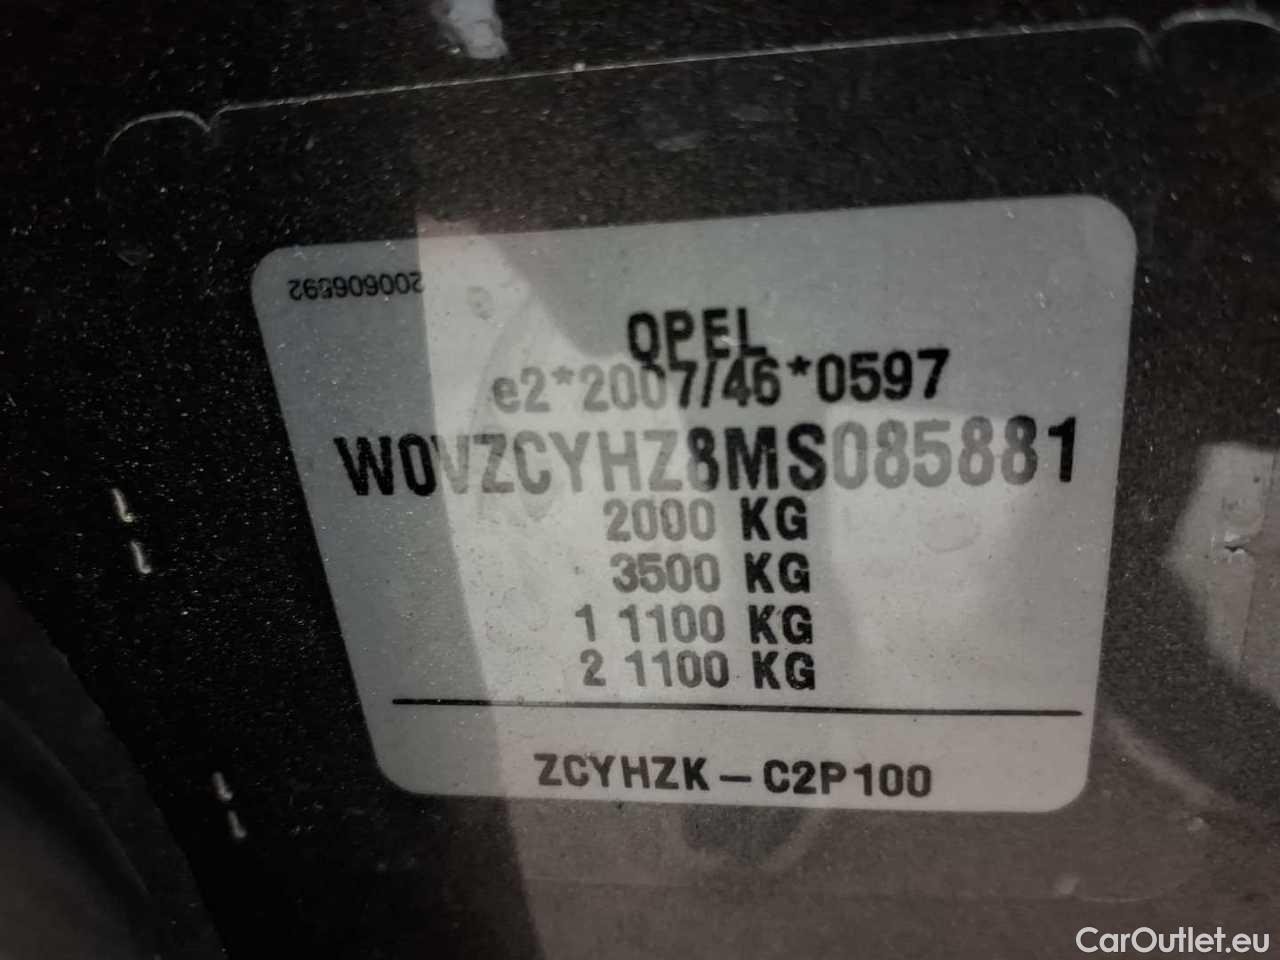 200606592
OPEL
e2*2007/46*0597
W0VZCYHZ8MS085881
2000 KG
3500 KG
1 1100 KG
2 1100 KG
ZCYHZK – C2P100
CarOutlet.eu